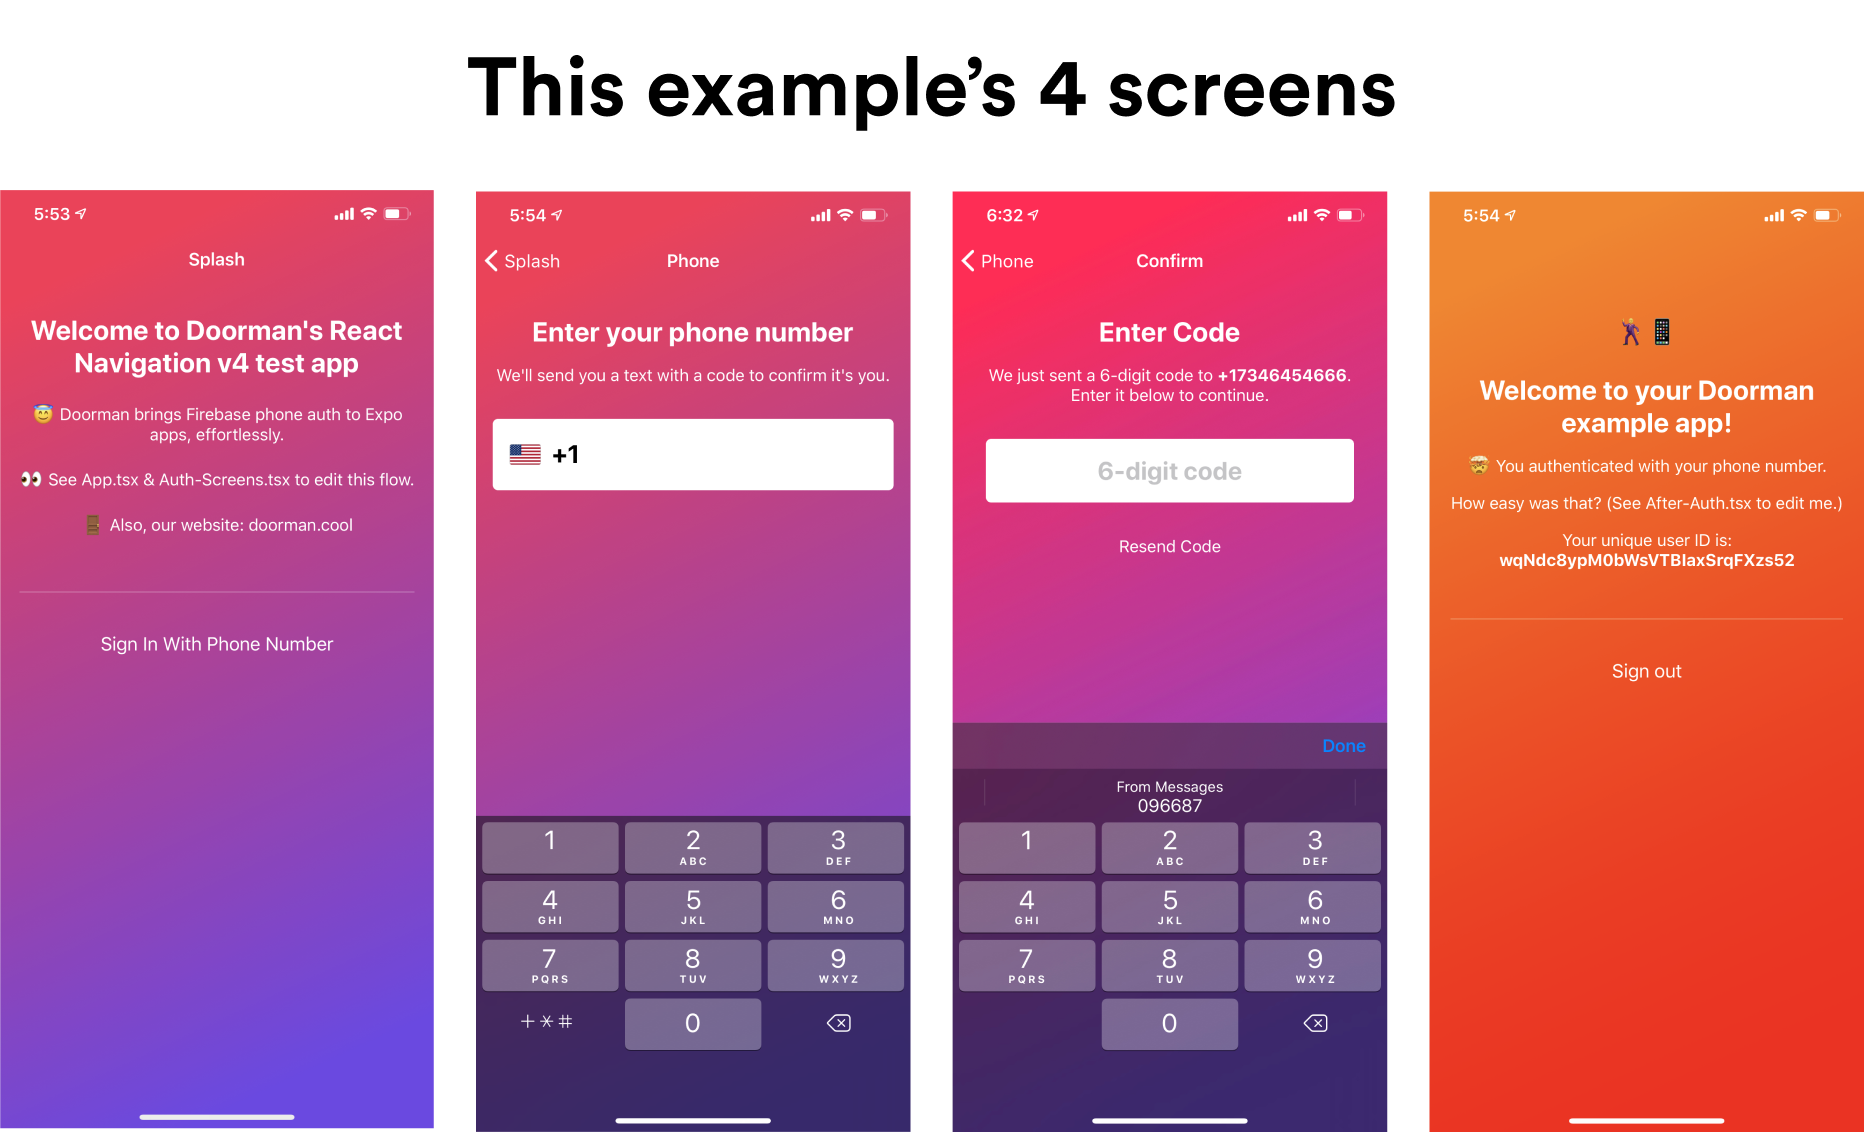 This example’s 4 screens
5:53
Splash
Welcome to Doorman's React
Navigation v4 test app
😇 Doorman brings Firebase phone auth to Expo
apps, effortlessly.
👀 See App.tsx & Auth-Screens.tsx to edit this flow.
🚪 Also, our website: doorman.cool
Sign In With Phone Number
5:54
Splash
Phone
Enter your phone number
We'll send you a text with a code to confirm it's you.
🇺🇸 +1
1
2
ABC
3
DEF
4
GHI
5
JKL
6
MNO
7
PQRS
8
TUV
9
WXYZ
+*#
0
6:32
Phone
Confirm
Enter Code
We just sent a 6-digit code to +17346454666.
Enter it below to continue.
6-digit code
Resend Code
Done
From Messages
096687
1
2
ABC
3
DEF
4
GHI
5
JKL
6
MNO
7
PQRS
8
TUV
9
WXYZ
0
5:54
🕺📱
Welcome to your Doorman
example app!
🤯 You authenticated with your phone number.
How easy was that? (See After-Auth.tsx to edit me.)
Your unique user ID is:
wqNdc8ypM0bWsVTBIaxSrqFXzs52
Sign out